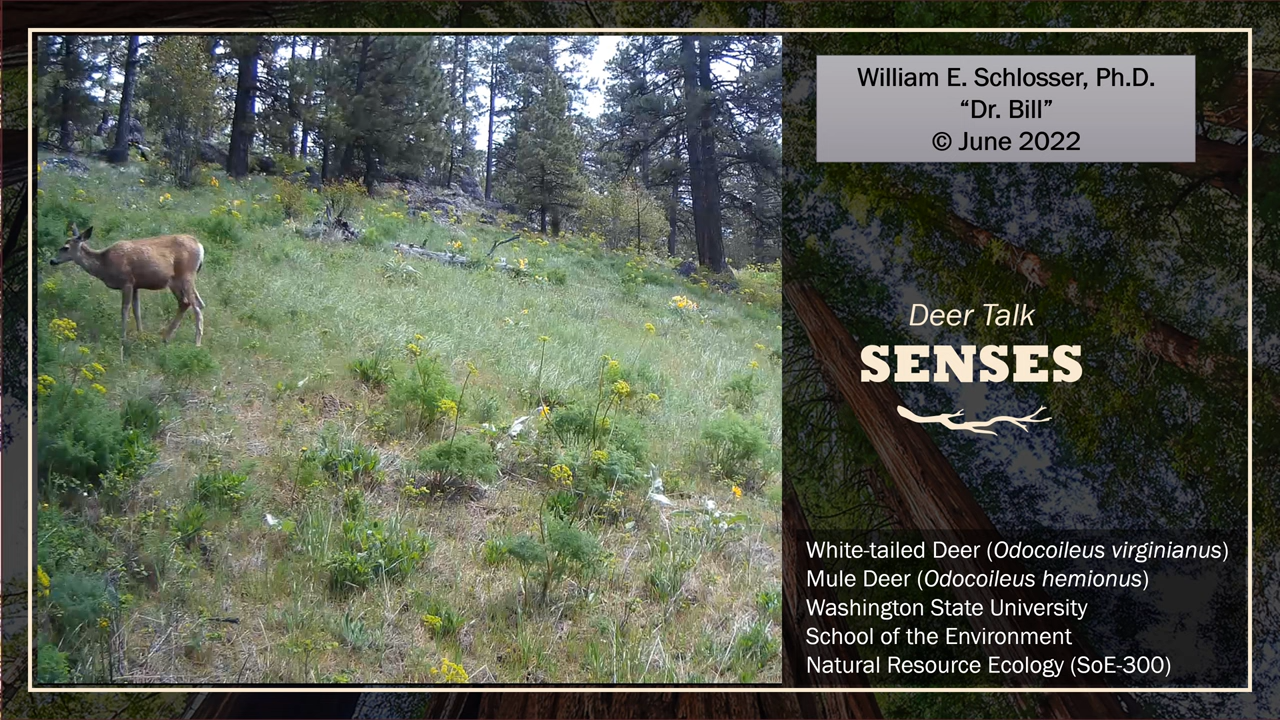 William E. Schlosser, Ph.D.
“Dr. Bill”
© June 2022
Deer Talk
SENSES
White-tailed Deer (Odocoileus virginianus)
Mule Deer (Odocoileus hemionus)
Washington State University
School of the Environment
Natural Resource Ecology (SoE-300)